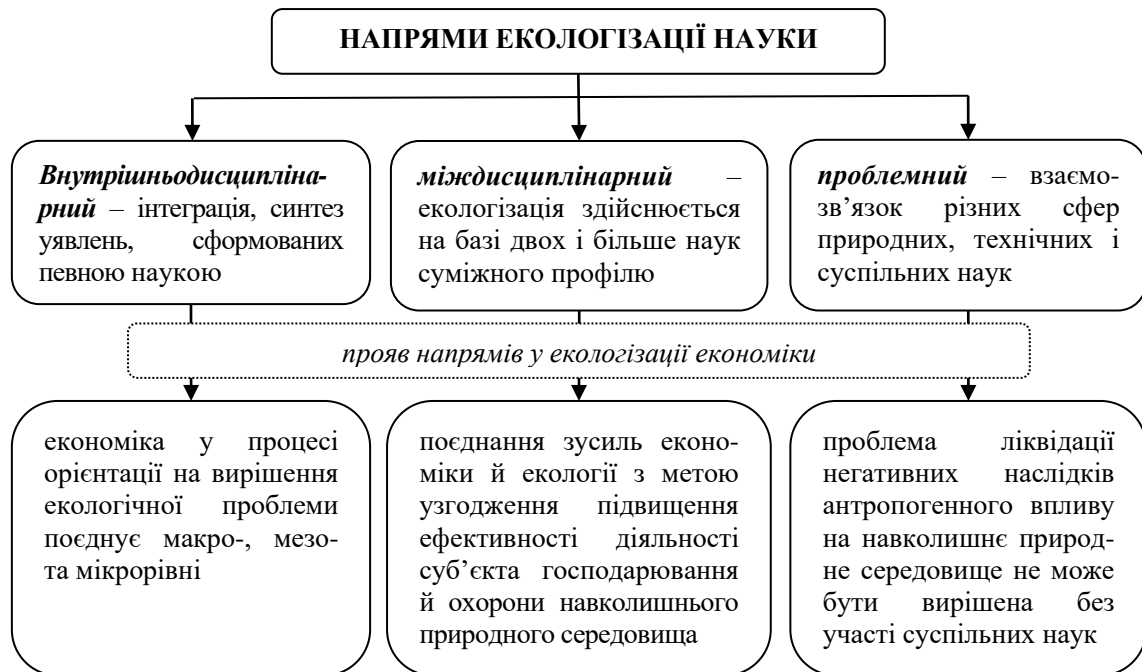 НАПРЯМИ ЕКОЛОГІЗАЦІЇ НАУКИ
Внутрішньодисципліна-
рний – інтеграція, синтез
уявлень, сформованих
певною наукою
міждисциплінарний –
екологізація здійснюється
на базі двох і більше наук
суміжного профілю
проблемний – взаємо-
зв’язок різних сфер
природних, технічних і
суспільних наук
прояв напрямів у екологізації економіки
економіка у процесі
орієнтації на вирішення
екологічної проблеми
поєднує макро-, мезо-
та мікрорівні
поєднання зусиль еконо-
міки й екології з метою
узгодження підвищення
ефективності діяльності
суб’єкта господарювання
й охорони навколишнього
природного середовища
проблема ліквідації
негативних наслідків
антропогенного впливу
на навколишнє природ-
не середовище не може
бути вирішена без
участі суспільних наук